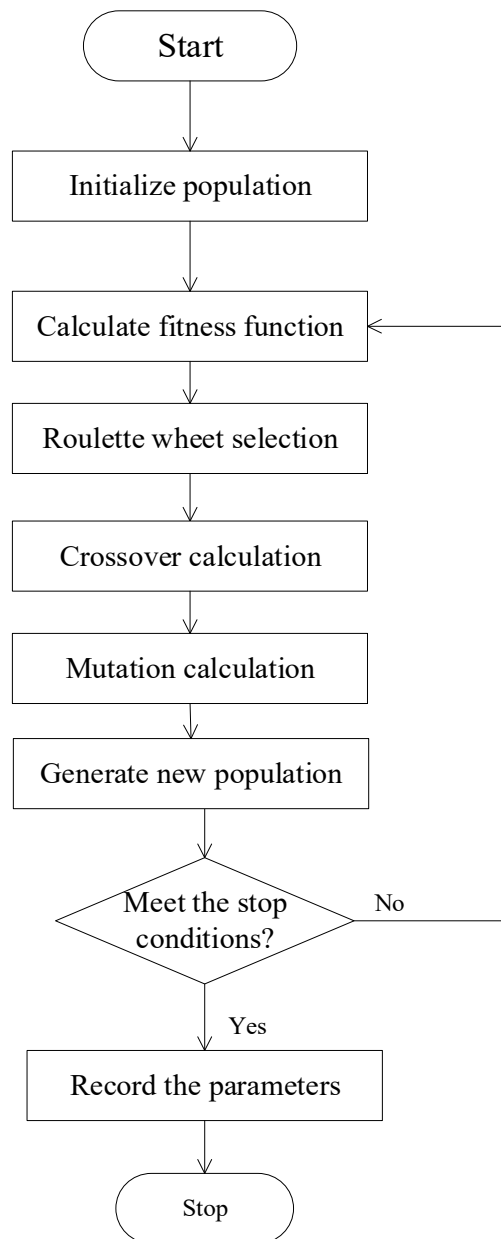 Start
Initialize population
Calculate fitness function
Roulette wheet selection
Crossover calculation
Mutation calculation
Generate new population
Meet the stop
conditions?
No
Yes
Record the parameters
Stop